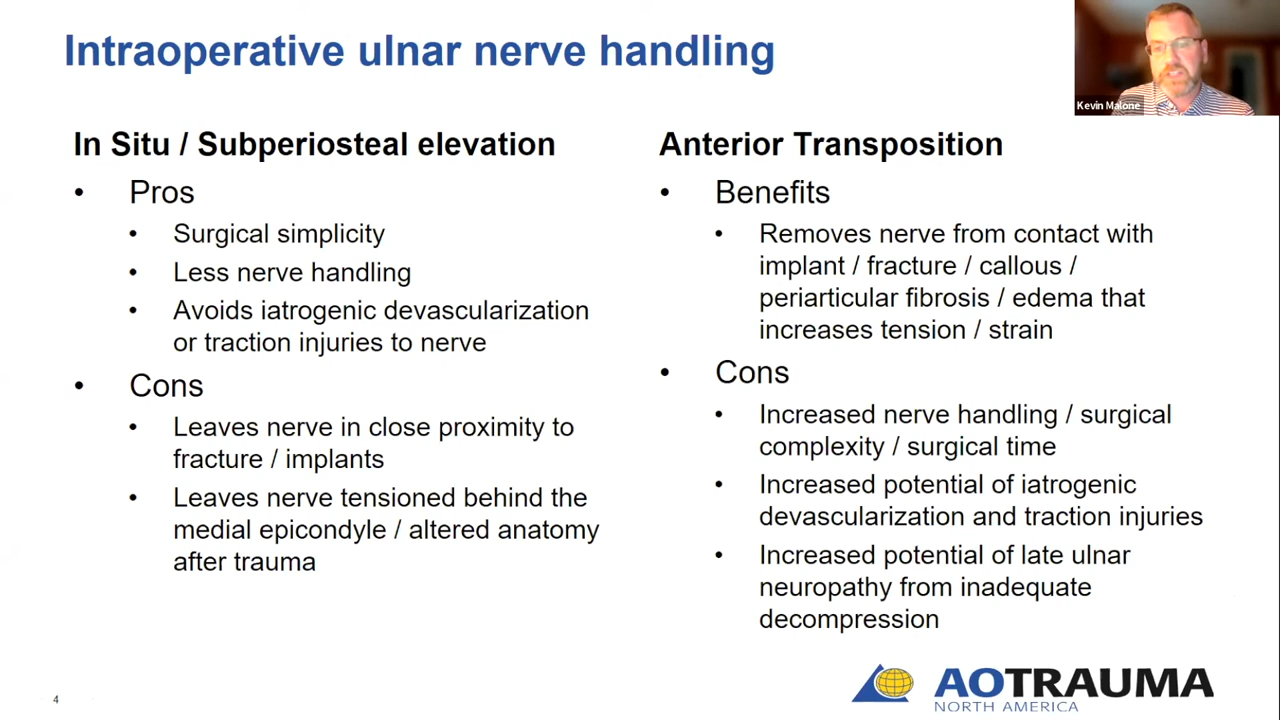 Intraoperative ulnar nerve handling
Kevin Malone
In Situ / Subperiosteal elevation
• Pros
• Surgical simplicity
• Less nerve handling
• Avoids iatrogenic devascularization
or traction injuries to nerve
• Cons
• Leaves nerve in close proximity to
fracture / implants
• Leaves nerve tensioned behind the
medial epicondyle / altered anatomy
after trauma
Anterior Transposition
• Benefits
• Removes nerve from contact with
implant / fracture / callous /
periarticular fibrosis / edema that
increases tension / strain
• Cons
• Increased nerve handling / surgical
complexity / surgical time
• Increased potential of iatrogenic
devascularization and traction injuries
• Increased potential of late ulnar
neuropathy from inadequate
decompression
4
AOTRAUMA
NORTH AMERICA